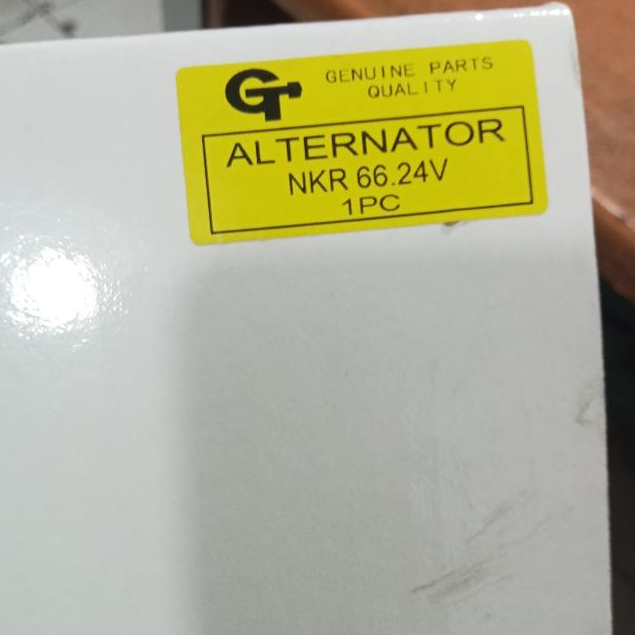 GT
GENUINE PARTS
QUALITY
ALTERNATOR
NKR 66.24V
1PC